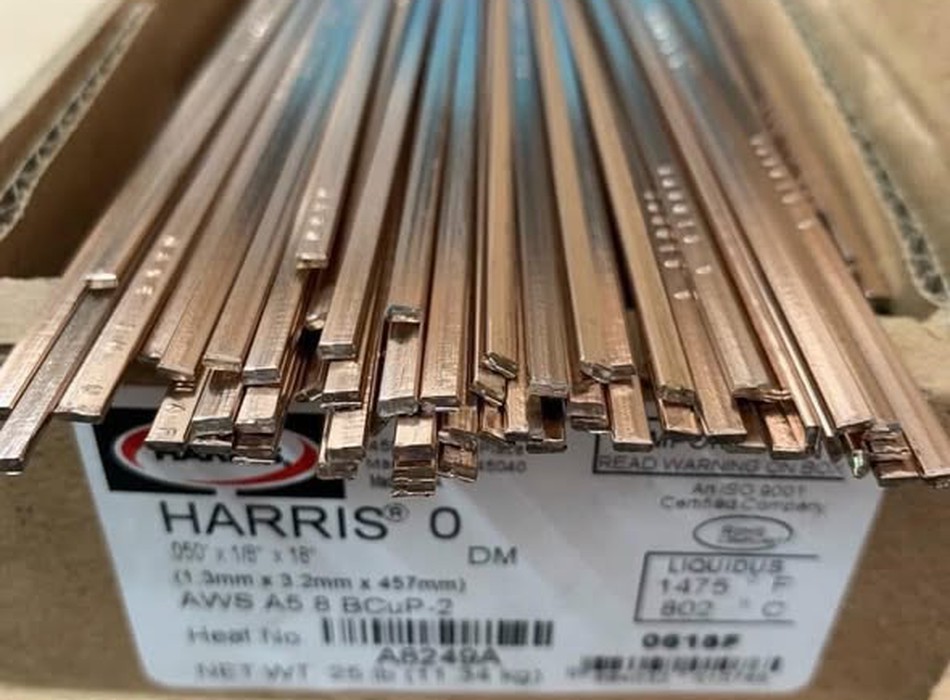 45040
READ WARNING ON BOX
An ISO 9001
Certified Company
HARRIS® 0
.050" x 1/8" x 18"
DM
(1.3mm x 3.2mm x 457mm)
AWS A5 8 BCuP-2
LIQUIDUS
1475 ° F
802 ° C
Heat No
A8249A
0618F
NET WT. 25 lb (11.34 kg)